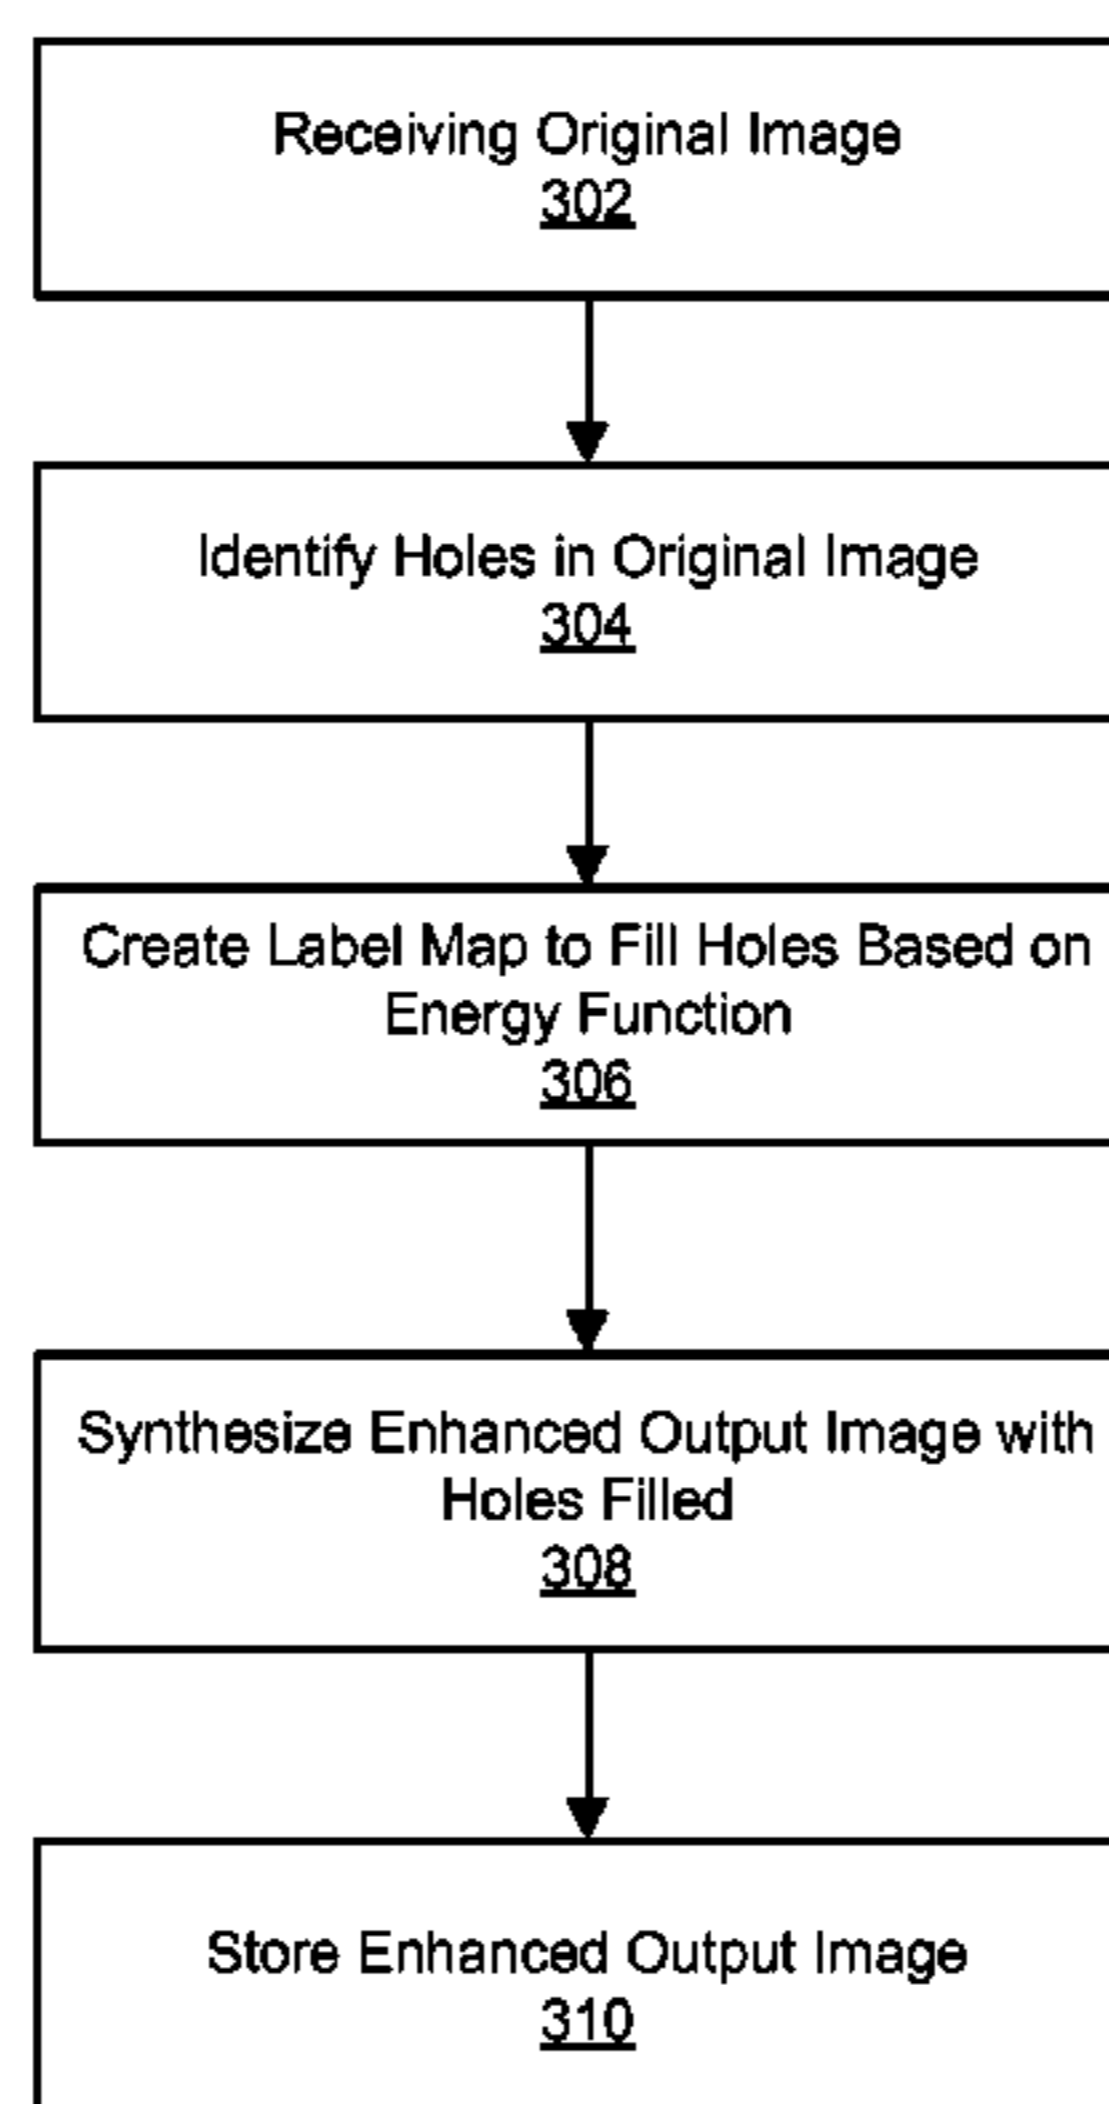 Receiving Original Image
302
Identify Holes in Original Image
304
Create Label Map to Fill Holes Based on
Energy Function
306
Synthesize Enhanced Output Image with
Holes Filled
308
Store Enhanced Output Image
310